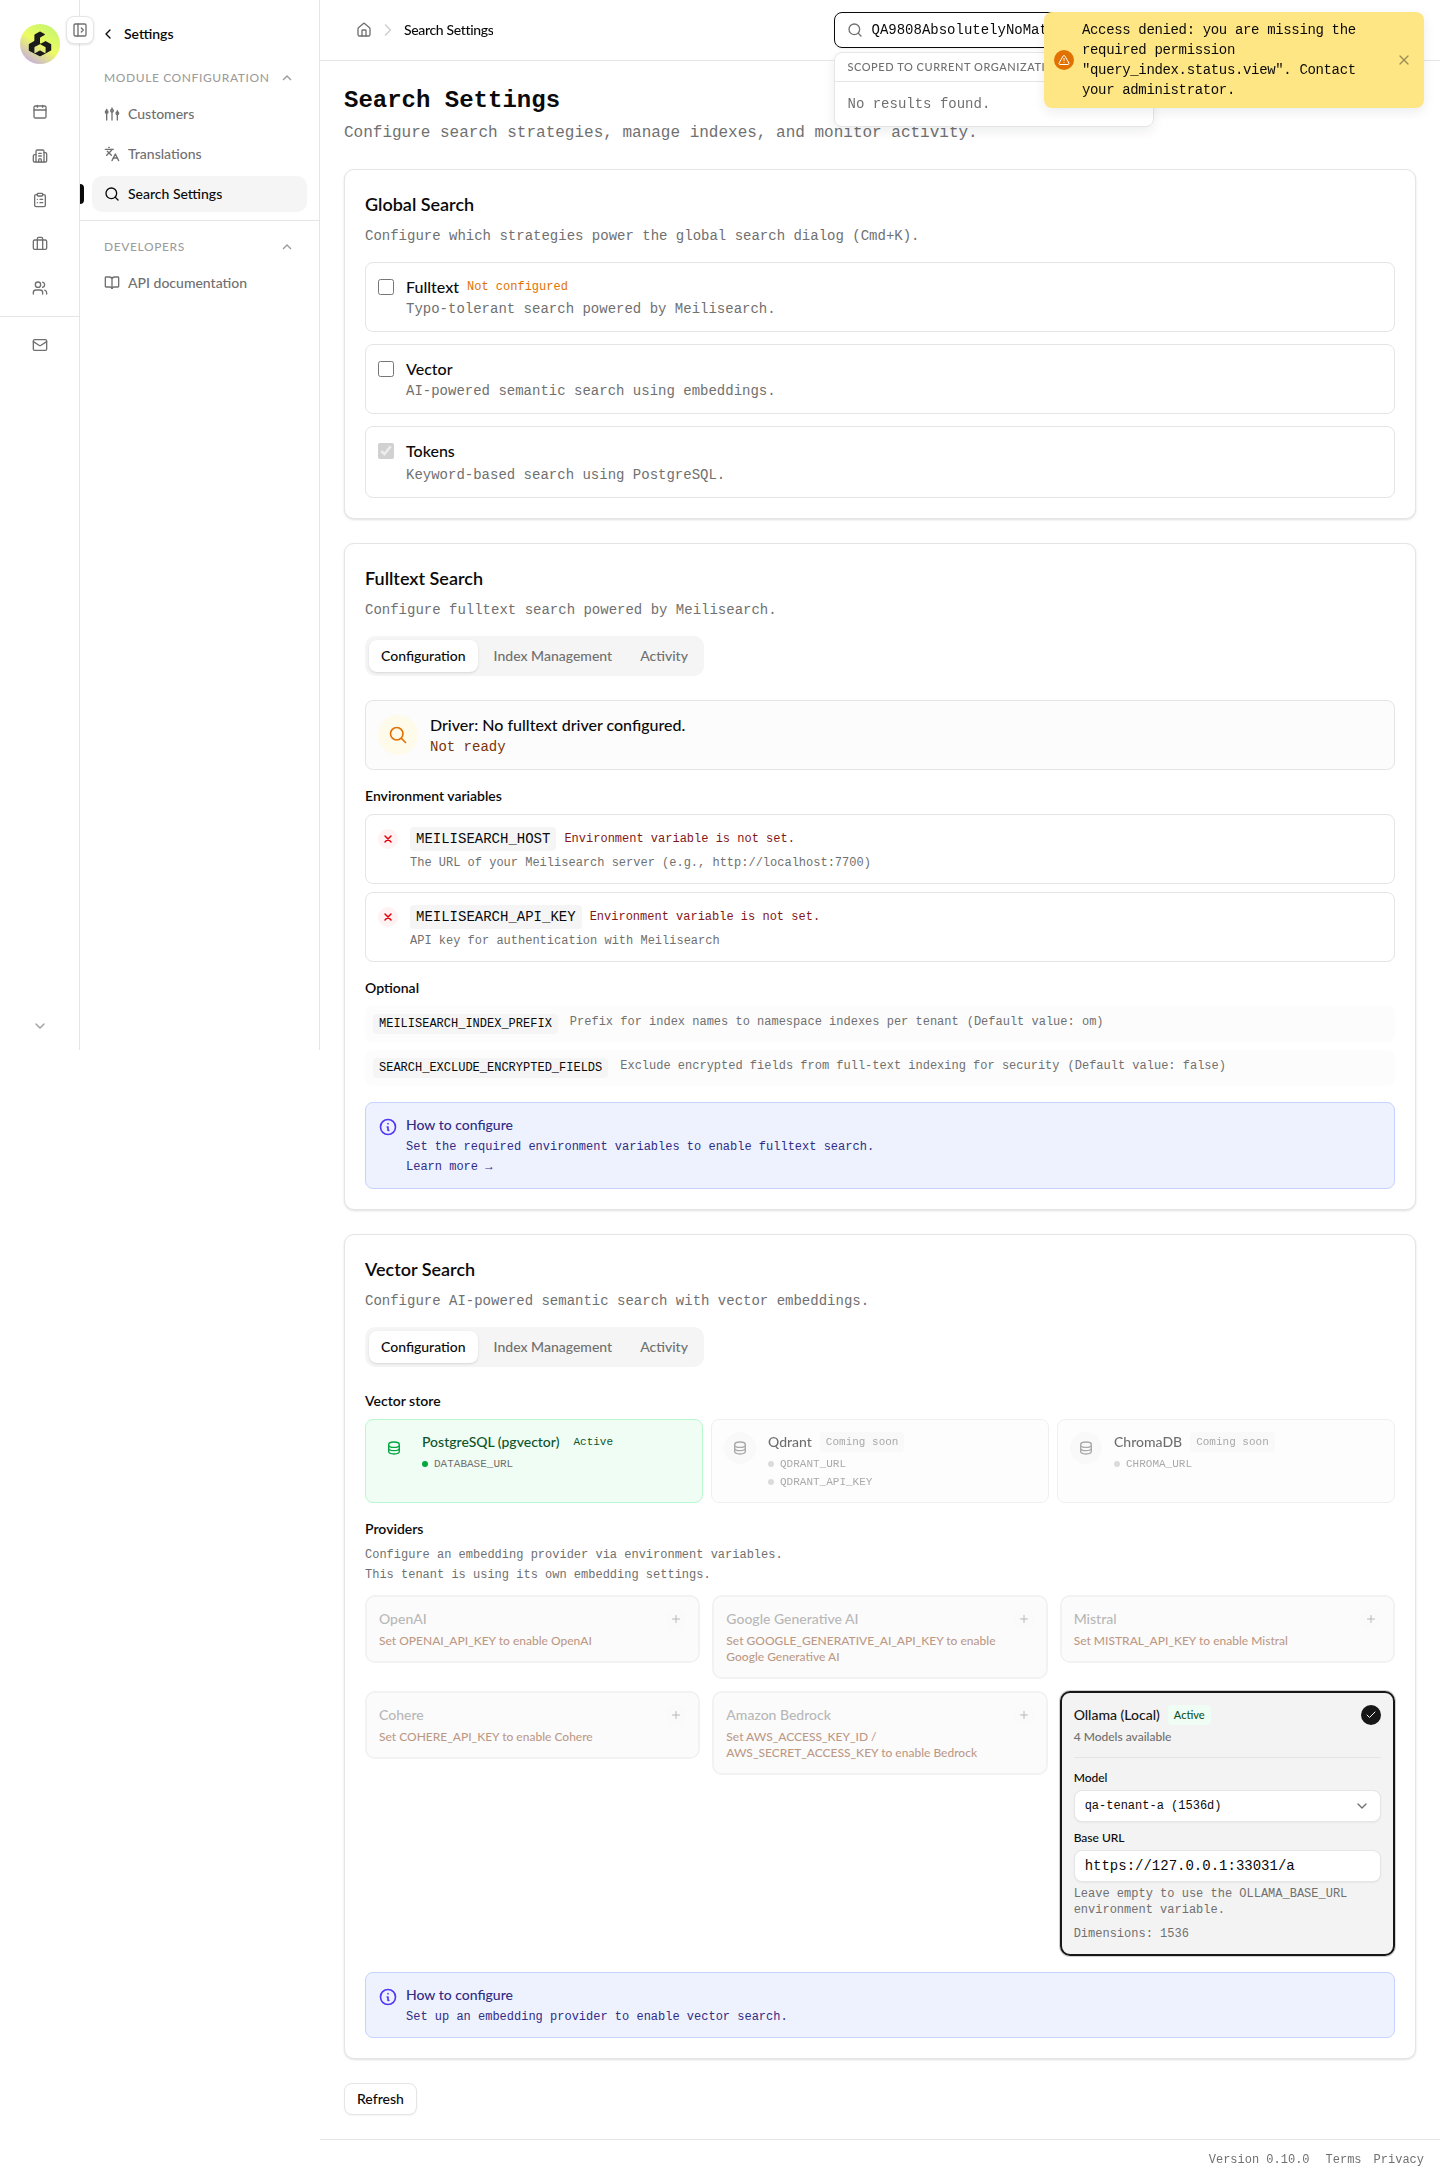 Settings
MODULE CONFIGURATION
Customers
Translations
Search Settings
DEVELOPERS
API documentation
Search Settings
QA9808AbsolutelyNoMat
SCOPED TO CURRENT ORGANIZATI
No results found.
Access denied: you are missing the
required permission
"query_index.status.view". Contact
your administrator.
Search Settings
Configure search strategies, manage indexes, and monitor activity.
Global Search
Configure which strategies power the global search dialog (Cmd+K).
Fulltext Not configured
Typo-tolerant search powered by Meilisearch.
Vector
AI-powered semantic search using embeddings.
Tokens
Keyword-based search using PostgreSQL.
Fulltext Search
Configure fulltext search powered by Meilisearch.
Configuration Index Management Activity
Driver: No fulltext driver configured.
Not ready
Environment variables
MEILISEARCH_HOST Environment variable is not set.
The URL of your Meilisearch server (e.g., http://localhost:7700)
MEILISEARCH_API_KEY Environment variable is not set.
API key for authentication with Meilisearch
Optional
MEILISEARCH_INDEX_PREFIX Prefix for index names to namespace indexes per tenant (Default value: om)
SEARCH_EXCLUDE_ENCRYPTED_FIELDS Exclude encrypted fields from full-text indexing for security (Default value: false)
How to configure
Set the required environment variables to enable fulltext search.
Learn more →
Vector Search
Configure AI-powered semantic search with vector embeddings.
Configuration Index Management Activity
Vector store
PostgreSQL (pgvector) Active
DATABASE_URL
Qdrant Coming soon
QDRANT_URL
QDRANT_API_KEY
ChromaDB Coming soon
CHROMA_URL
Providers
Configure an embedding provider via environment variables.
This tenant is using its own embedding settings.
OpenAI
Set OPENAI_API_KEY to enable OpenAI
Google Generative AI
Set GOOGLE_GENERATIVE_AI_API_KEY to enable
Google Generative AI
Mistral
Set MISTRAL_API_KEY to enable Mistral
Cohere
Set COHERE_API_KEY to enable Cohere
Amazon Bedrock
Set AWS_ACCESS_KEY_ID /
AWS_SECRET_ACCESS_KEY to enable Bedrock
Ollama (Local) Active
4 Models available
Model
qa-tenant-a (1536d)
Base URL
https://127.0.0.1:33031/a
Leave empty to use the OLLAMA_BASE_URL
environment variable.
Dimensions: 1536
How to configure
Set up an embedding provider to enable vector search.
Refresh
Version 0.10.0 Terms Privacy